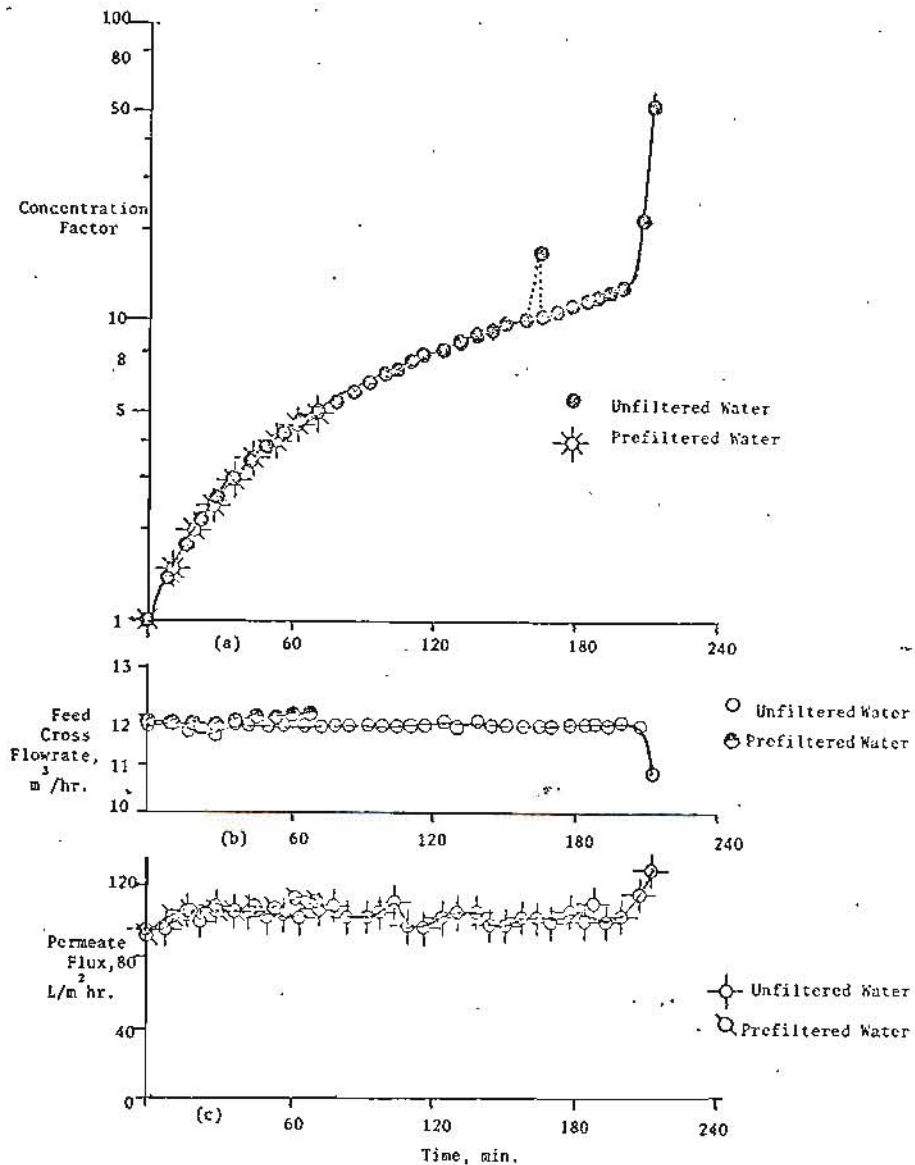 100
80
50
Concentration
Factor
10
8
5
Unfiltered Water
Prefiltered Water
1
(a)
60
120
180
240
13
12
11
10
Feed
Cross
Flowrate,
m³/hr.
Unfiltered Water
Prefiltered Water
(b)
60
120
180
240
120
Permeate
Flux, 80
L/m² hr.
40
0
Unfiltered Water
Prefiltered Water
(c)
60
120
180
240
Time, min.